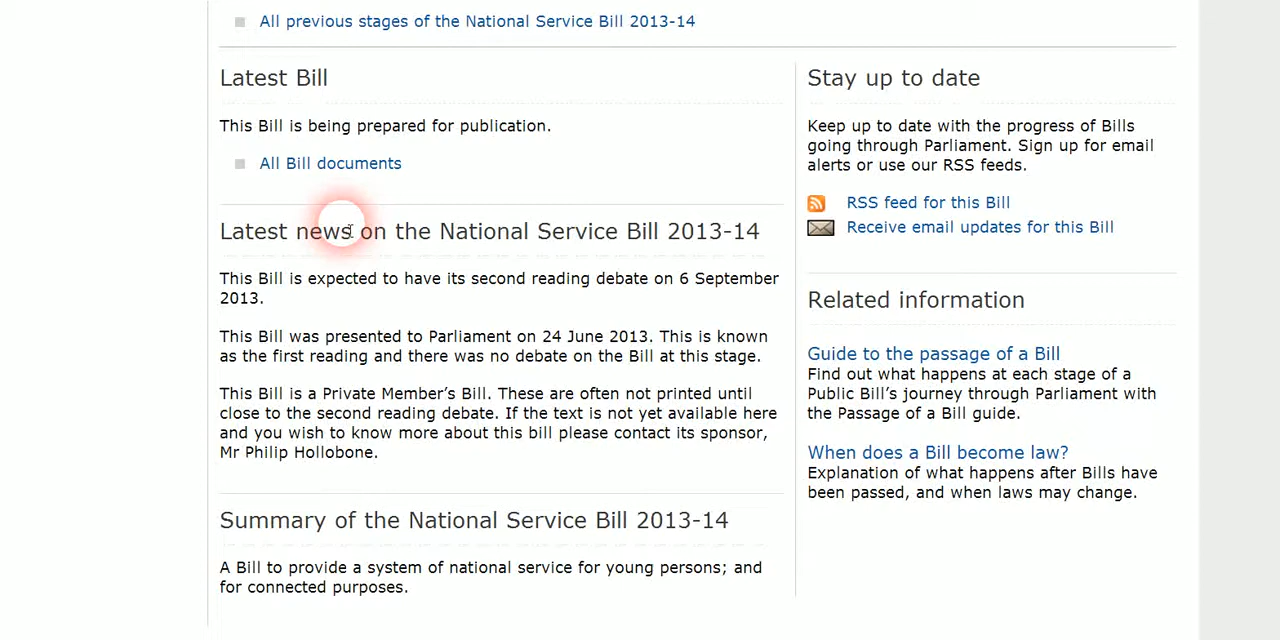 All previous stages of the National Service Bill 2013-14
Latest Bill
This Bill is being prepared for publication.
All Bill documents
Latest news on the National Service Bill 2013-14
This Bill is expected to have its second reading debate on 6 September
2013.
This Bill was presented to Parliament on 24 June 2013. This is known
as the first reading and there was no debate on the Bill at this stage.
This Bill is a Private Member’s Bill. These are often not printed until
close to the second reading debate. If the text is not yet available here
and you wish to know more about this bill please contact its sponsor,
Mr Philip Hollobone.
Summary of the National Service Bill 2013-14
A Bill to provide a system of national service for young persons; and
for connected purposes.
Stay up to date
Keep up to date with the progress of Bills
going through Parliament. Sign up for email
alerts or use our RSS feeds.
RSS feed for this Bill
Receive email updates for this Bill
Related information
Guide to the passage of a Bill
Find out what happens at each stage of a
Public Bill’s journey through Parliament with
the Passage of a Bill guide.
When does a Bill become law?
Explanation of what happens after Bills have
been passed, and when laws may change.